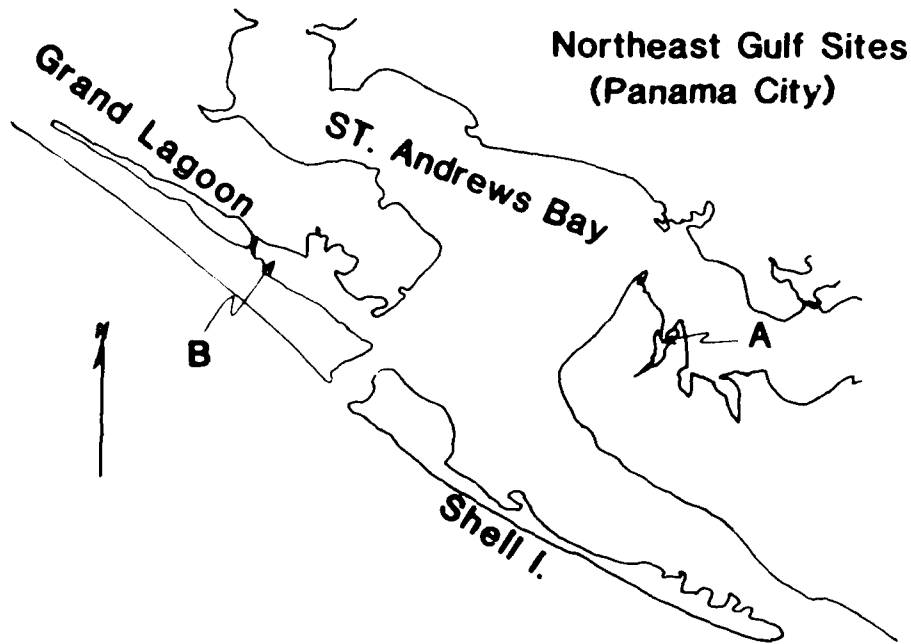 Northeast Gulf Sites
(Panama City)
Grand Lagoon
ST. Andrews Bay
A
B
Shell I.